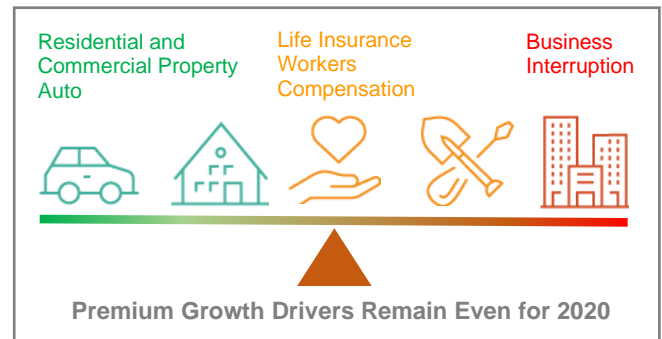 Residential and
Commercial Property
Auto
Life Insurance
Workers
Compensation
Business
Interruption
Premium Growth Drivers Remain Even for 2020